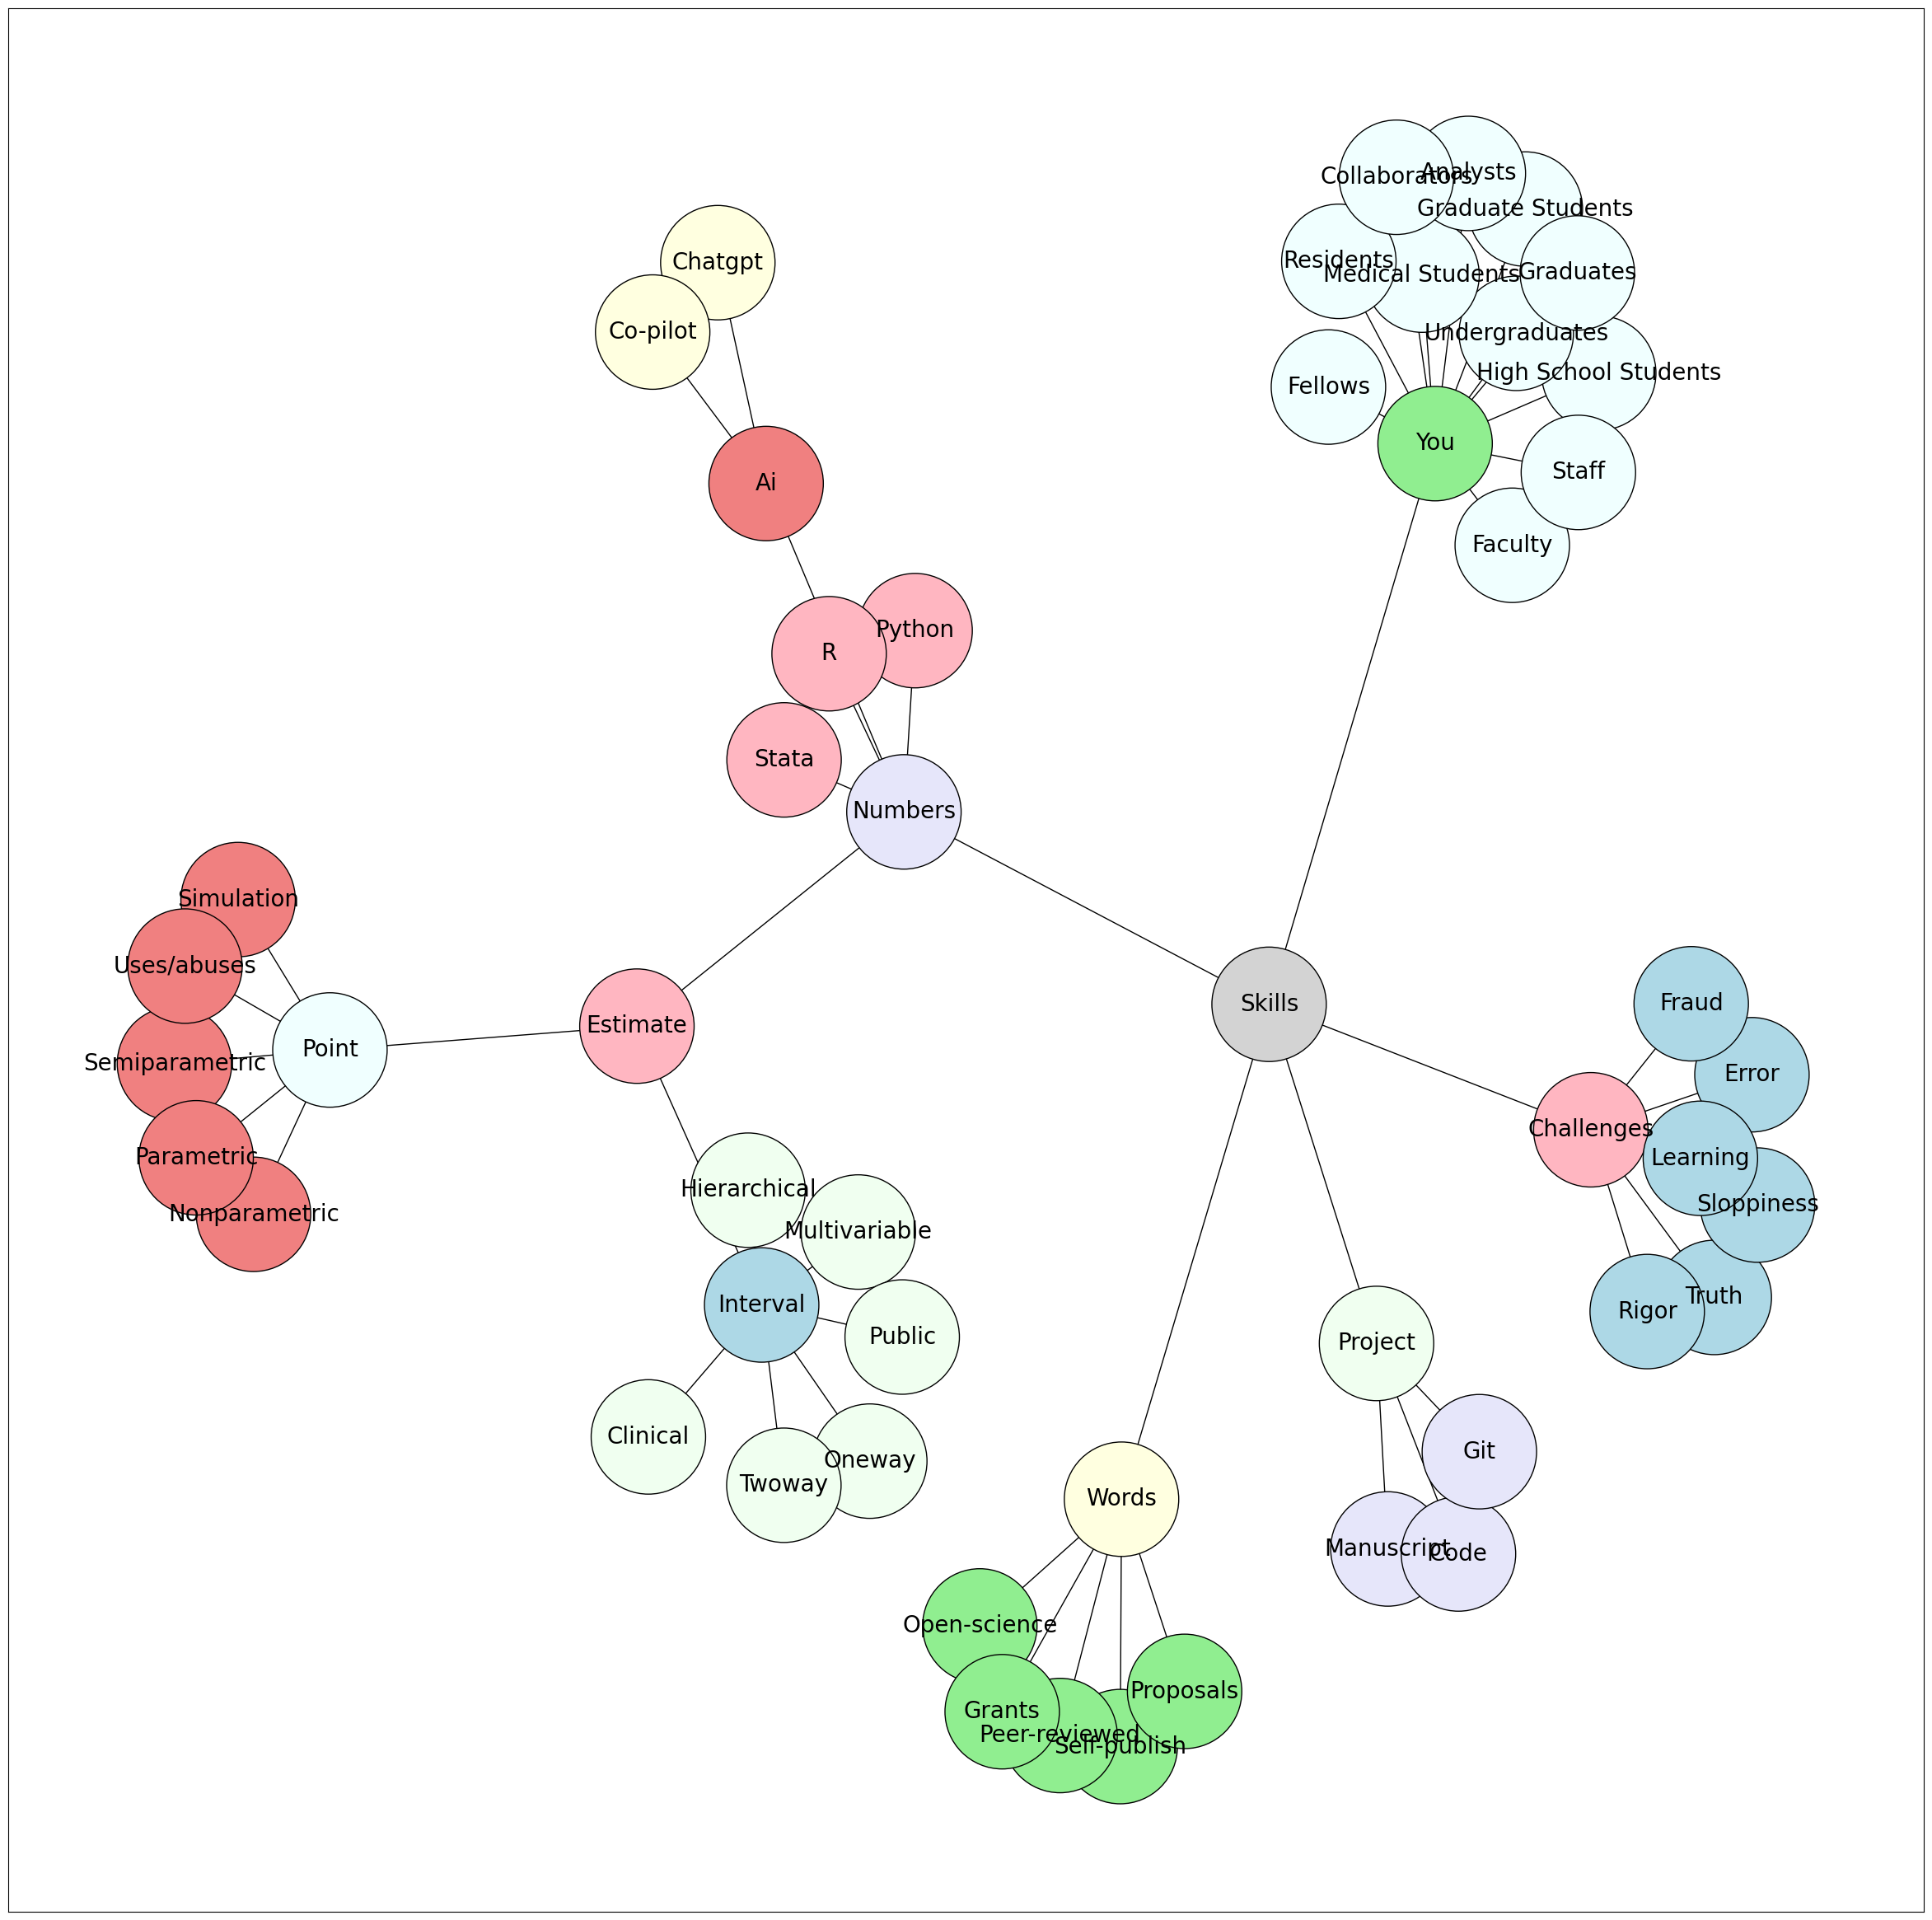 Analysts
Collaborators
Graduate Students
Residents
Medical Students
Graduates
Chatgpt
Co-pilot
Undergraduates
High School Students
Fellows
You
Staff
Ai
Faculty
Python
R
Stata
Numbers
Simulation
Uses/abuses
Semiparametric
Point
Parametric
Nonparametric
Estimate
Skills
Fraud
Error
Challenges
Learning
Sloppiness
Truth
Rigor
Hierarchical
Multivariable
Interval
Public
Clinical
Twoway
Oneway
Project
Git
Manuscript
Code
Words
Open-science
Grants
Peer-reviewed
Self-publish
Proposals